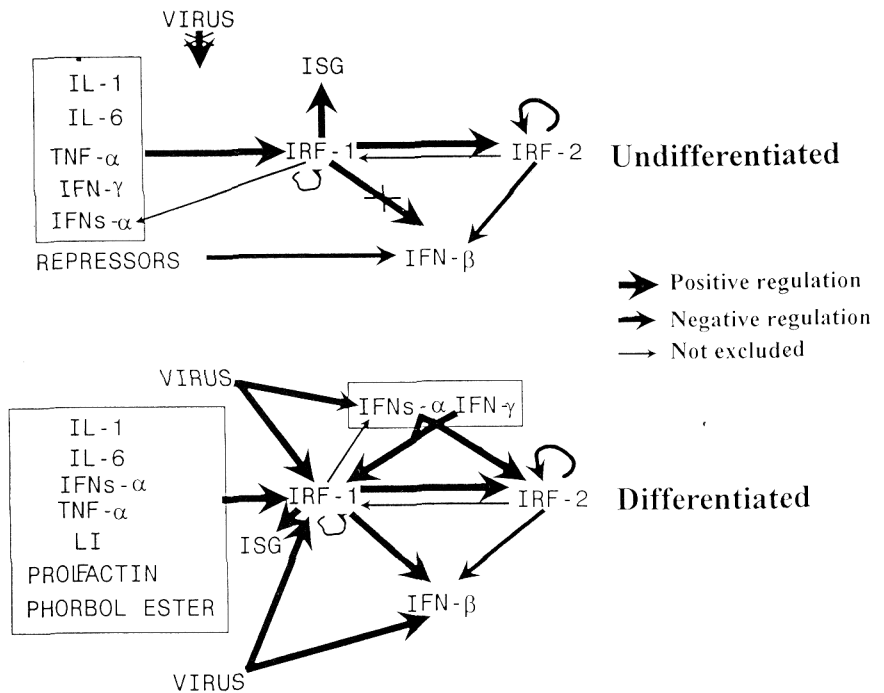 VIRUS
IL-1
IL-6
TNF-α
IFN-γ
IFNs-α
REPRESSORS
ISG
IRF-1
IRF-2
IFN-β
Undifferentiated
Positive regulation
Negative regulation
Not excluded
VIRUS
IFNs-α IFN-γ
IL-1
IL-6
IFNs-α
TNF-α
LI
PROLFACTIN
PHORBOL ESTER
IRF-1
IRF-2
ISG
IFN-β
Differentiated
VIRUS